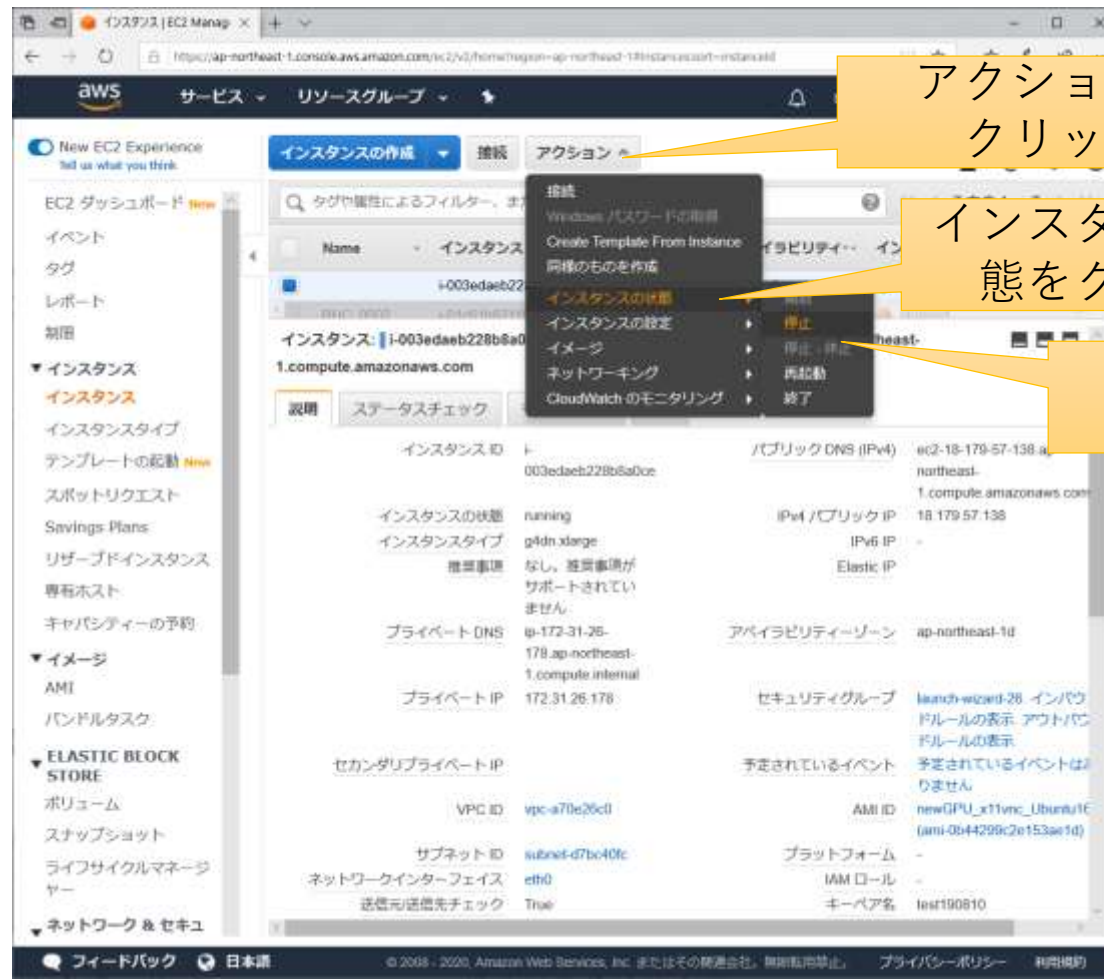 インスタンス | EC2 Manag
https://ap-northeast-1.console.aws.amazon.com/ec2/v2/home?region=ap-northeast-1#Instances:sort=instanceId
aws サービス リソースグループ
アクショ
クリッ
New EC2 Experience
Tell us what you think
インスタンスの作成 接続 アクション
EC2 ダッシュボード New
タグや属性によるフィルター、ま
接続
Windows パスワードの取得
Create Template From Instance
同様のものを作成
インスタンスの状態
インスタンスの設定
イメージ
ネットワーキング
CloudWatch のモニタリング
停止
停止 - 休止
再起動
終了
インスタ
態をク
Name インスタンス イラビリティ… イン
i-003edaeb22
イベント
タグ
レポート
制限
インスタンス
インスタンス
インスタンスタイプ
テンプレートの起動 New
スポットリクエスト
Savings Plans
リザーブドインスタンス
専有ホスト
キャパシティーの予約
イメージ
AMI
バンドルタスク
ELASTIC BLOCK
STORE
ボリューム
スナップショット
ライフサイクルマネージ
ャー
ネットワーク & セキュ
インスタンス: i-003edaeb228b8a0 heast-
1.compute.amazonaws.com
説明 ステータスチェック
インスタンス ID i-
003edaeb228b8a0ce
パブリック DNS (IPv4) ec2-18-179-57-138.ap-
northeast-
1.compute.amazonaws.com
インスタンスの状態 running
IPv4 パブリック IP 18.179.57.138
インスタンスタイプ g4dn.xlarge
IPv6 IP -
推奨事項 なし。推奨事項が
サポートされてい
ません
Elastic IP
プライベート DNS ip-172-31-26-
178.ap-northeast-
1.compute.internal
アベイラビリティーゾーン ap-northeast-1d
プライベート IP 172.31.26.178
セキュリティグループ launch-wizard-26. インバウ
ドルールの表示. アウトバウ
ドルールの表示
セカンダリプライベート IP
予定されているイベント 予定されているイベントはあ
りません
VPC ID vpc-a70e26c0
AMI ID newGPU_x11vnc_Ubuntu16
(ami-0b44299c2e153ae1d)
サブネット ID subnet-d7bc40fc
プラットフォーム -
ネットワークインターフェイス eth0
IAM ロール -
送信元/送信先チェック True
キーペア名 test190810
フィードバック 日本語 © 2008 - 2020, Amazon Web Services, Inc. またはその関連会社。無断転用禁止。 プライバシーポリシー 利用規約